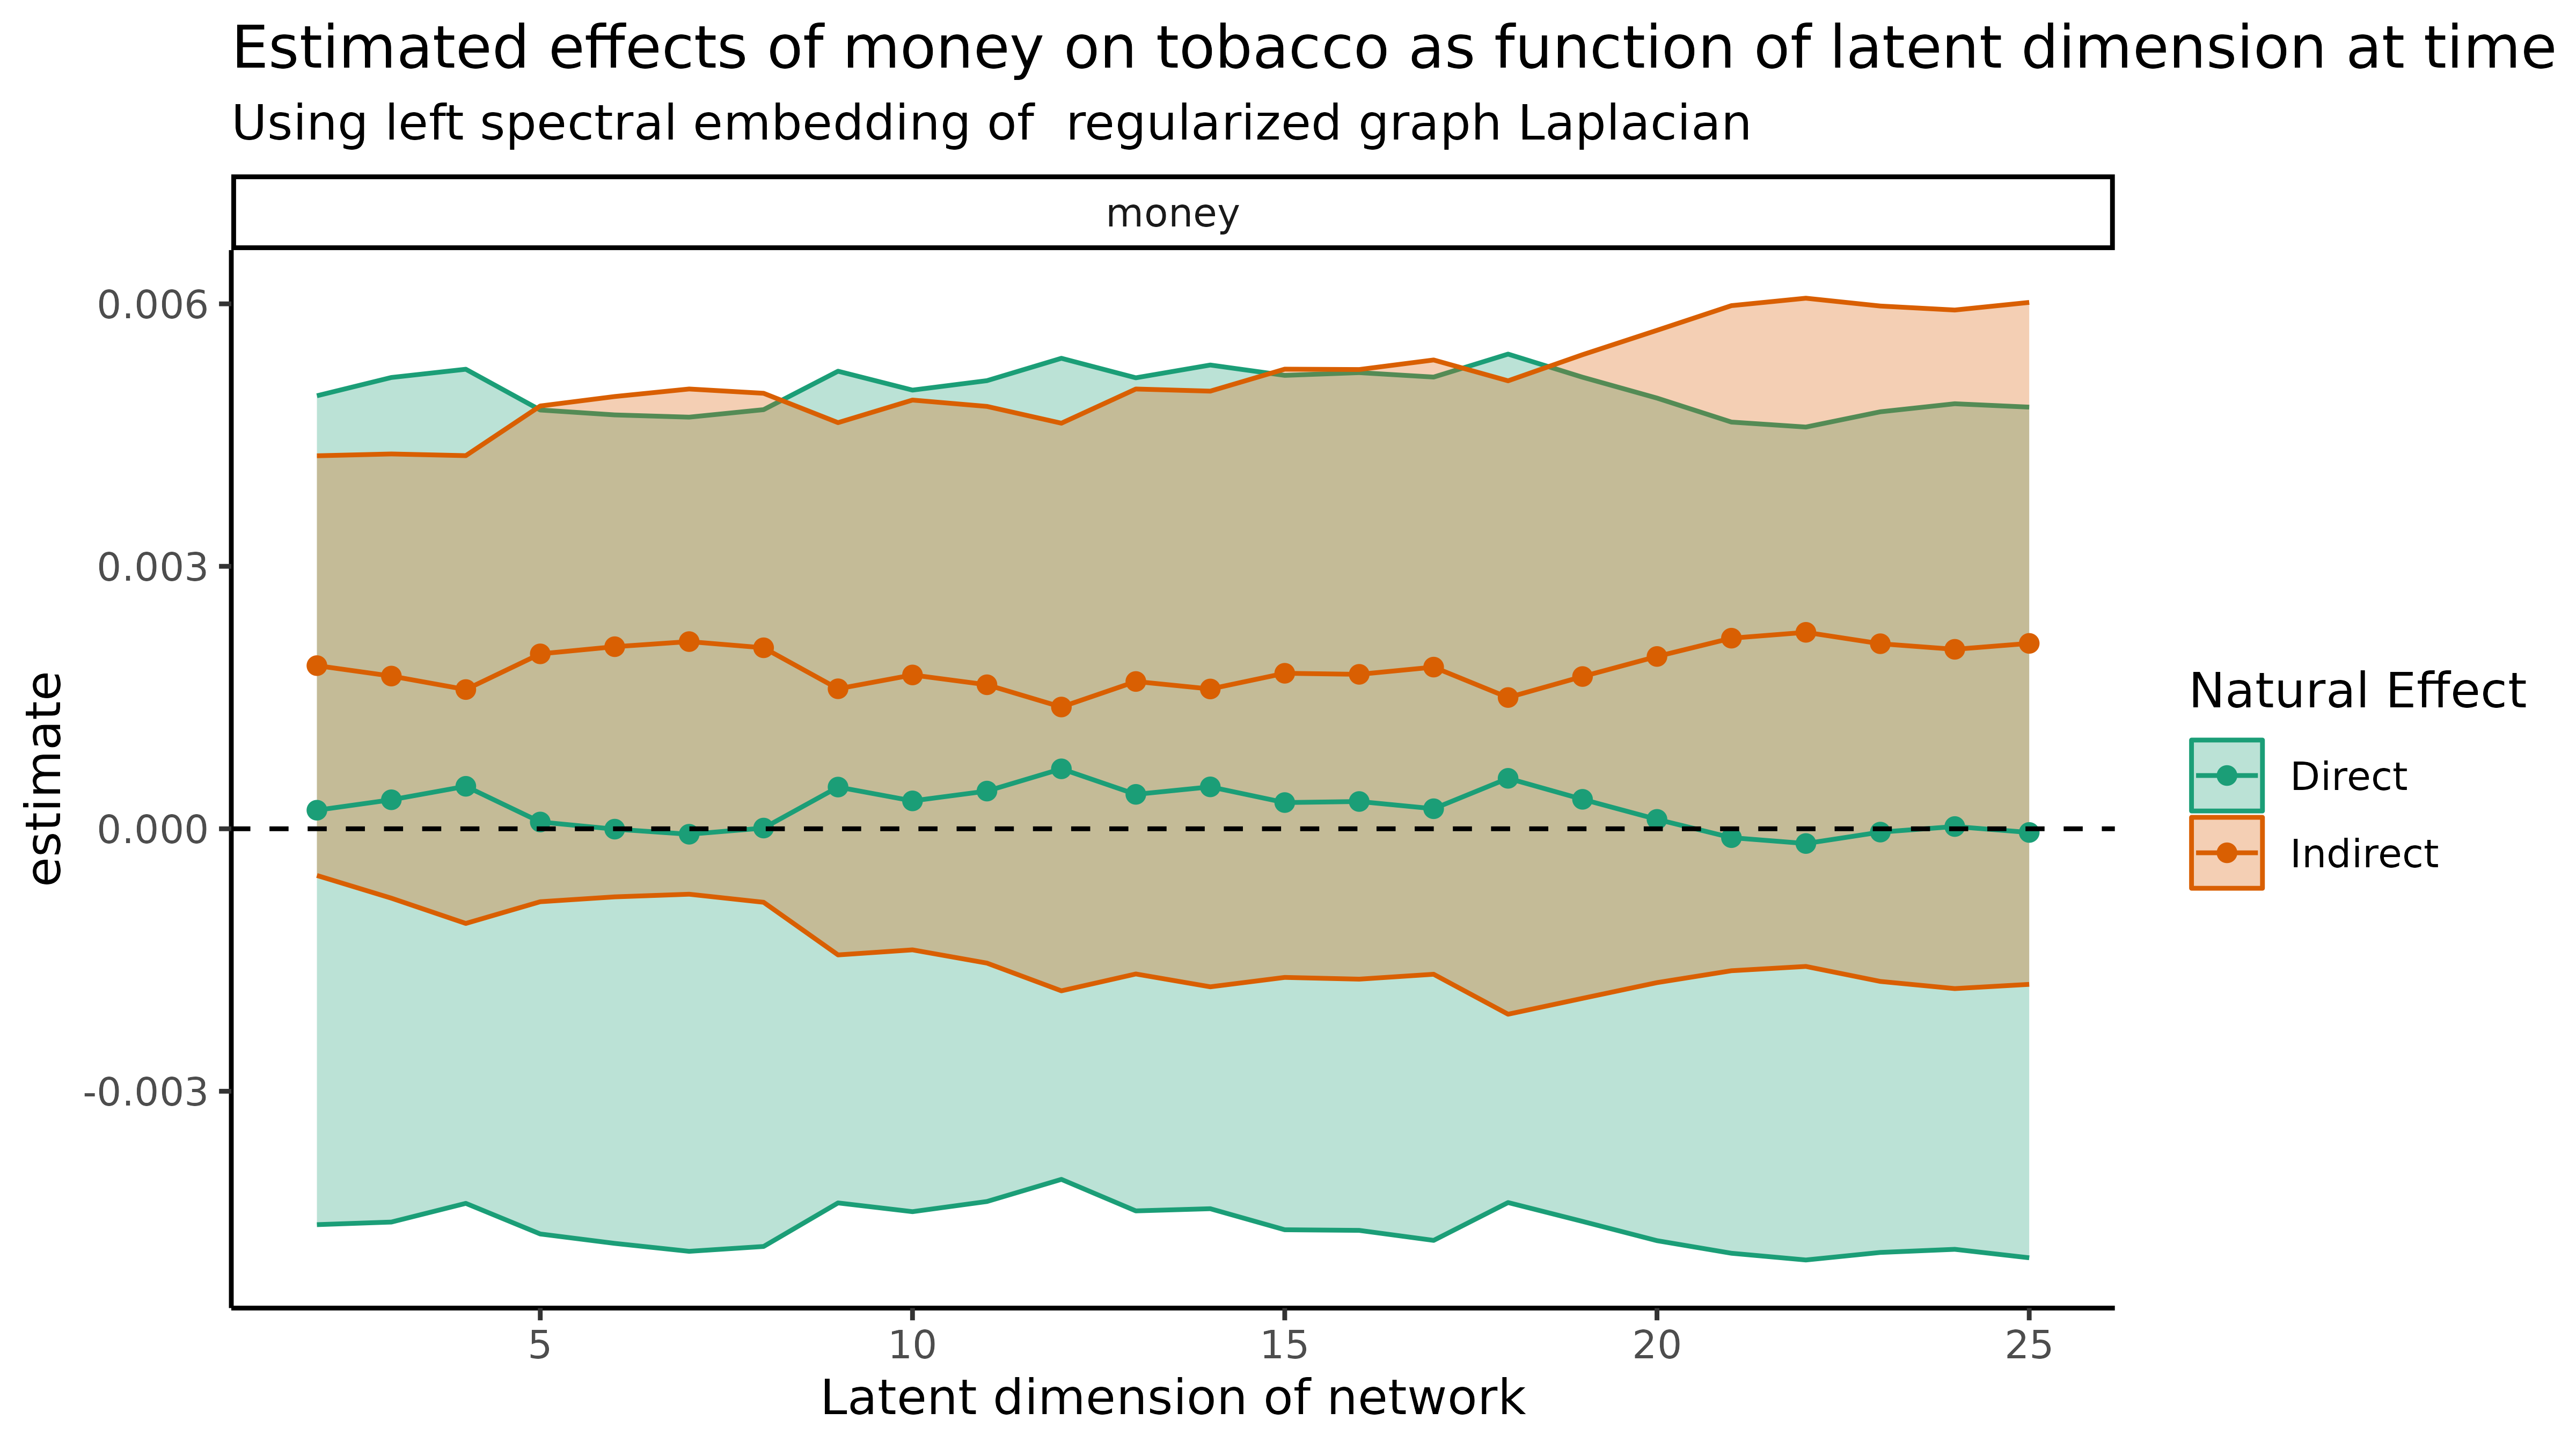 Estimated effects of money on tobacco as function of latent dimension at time
Using left spectral embedding of  regularized graph Laplacian
money
0.006
0.003
0.000
-0.003
estimate
5 10 15 20 25
Latent dimension of network
Natural Effect
Direct
Indirect